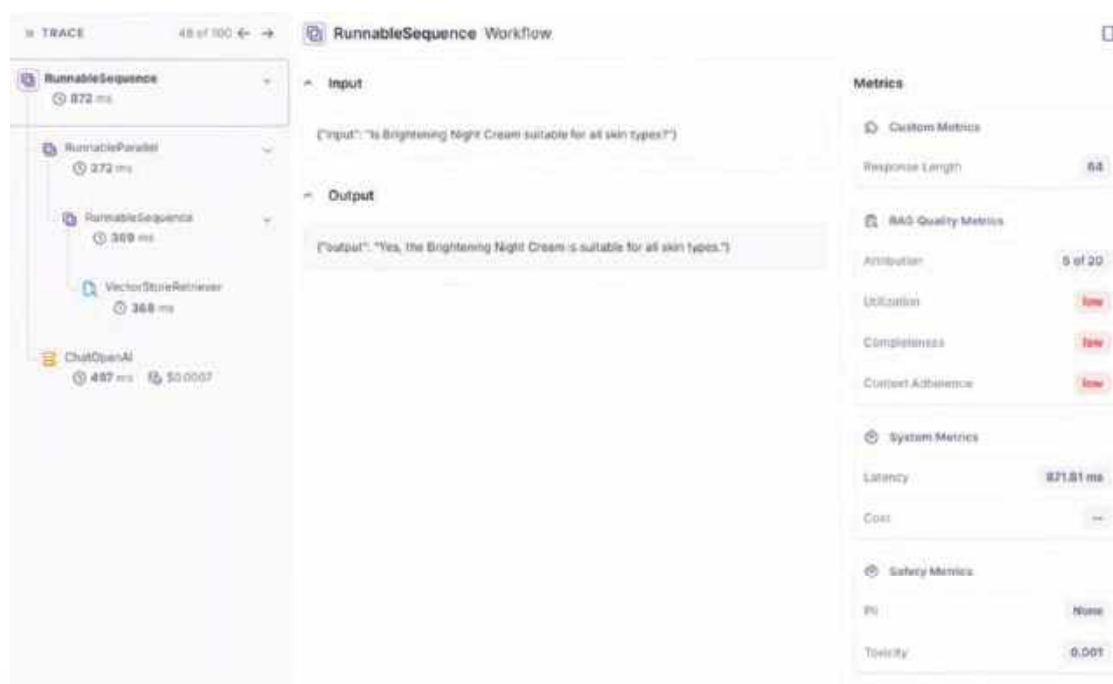 TRACE
48 of 100
RunnableSequence
872 ms
RunnableParallel
372 ms
RunnableSequence
369 ms
VectorStoreRetriever
368 ms
ChatOpenAI
497 ms $0.0007
RunnableSequence Workflow
Input
{"input": "Is Brightening Night Cream suitable for all skin types?"}
Output
{"output": "Yes, the Brightening Night Cream is suitable for all skin types."}
Metrics
Custom Metrics
Response Length 64
RAG Quality Metrics
Attribution 5 of 20
Utilization low
Completeness low
Context Adherence low
System Metrics
Latency 871.81 ms
Cost --
Safety Metrics
PII None
Toxicity 0.001